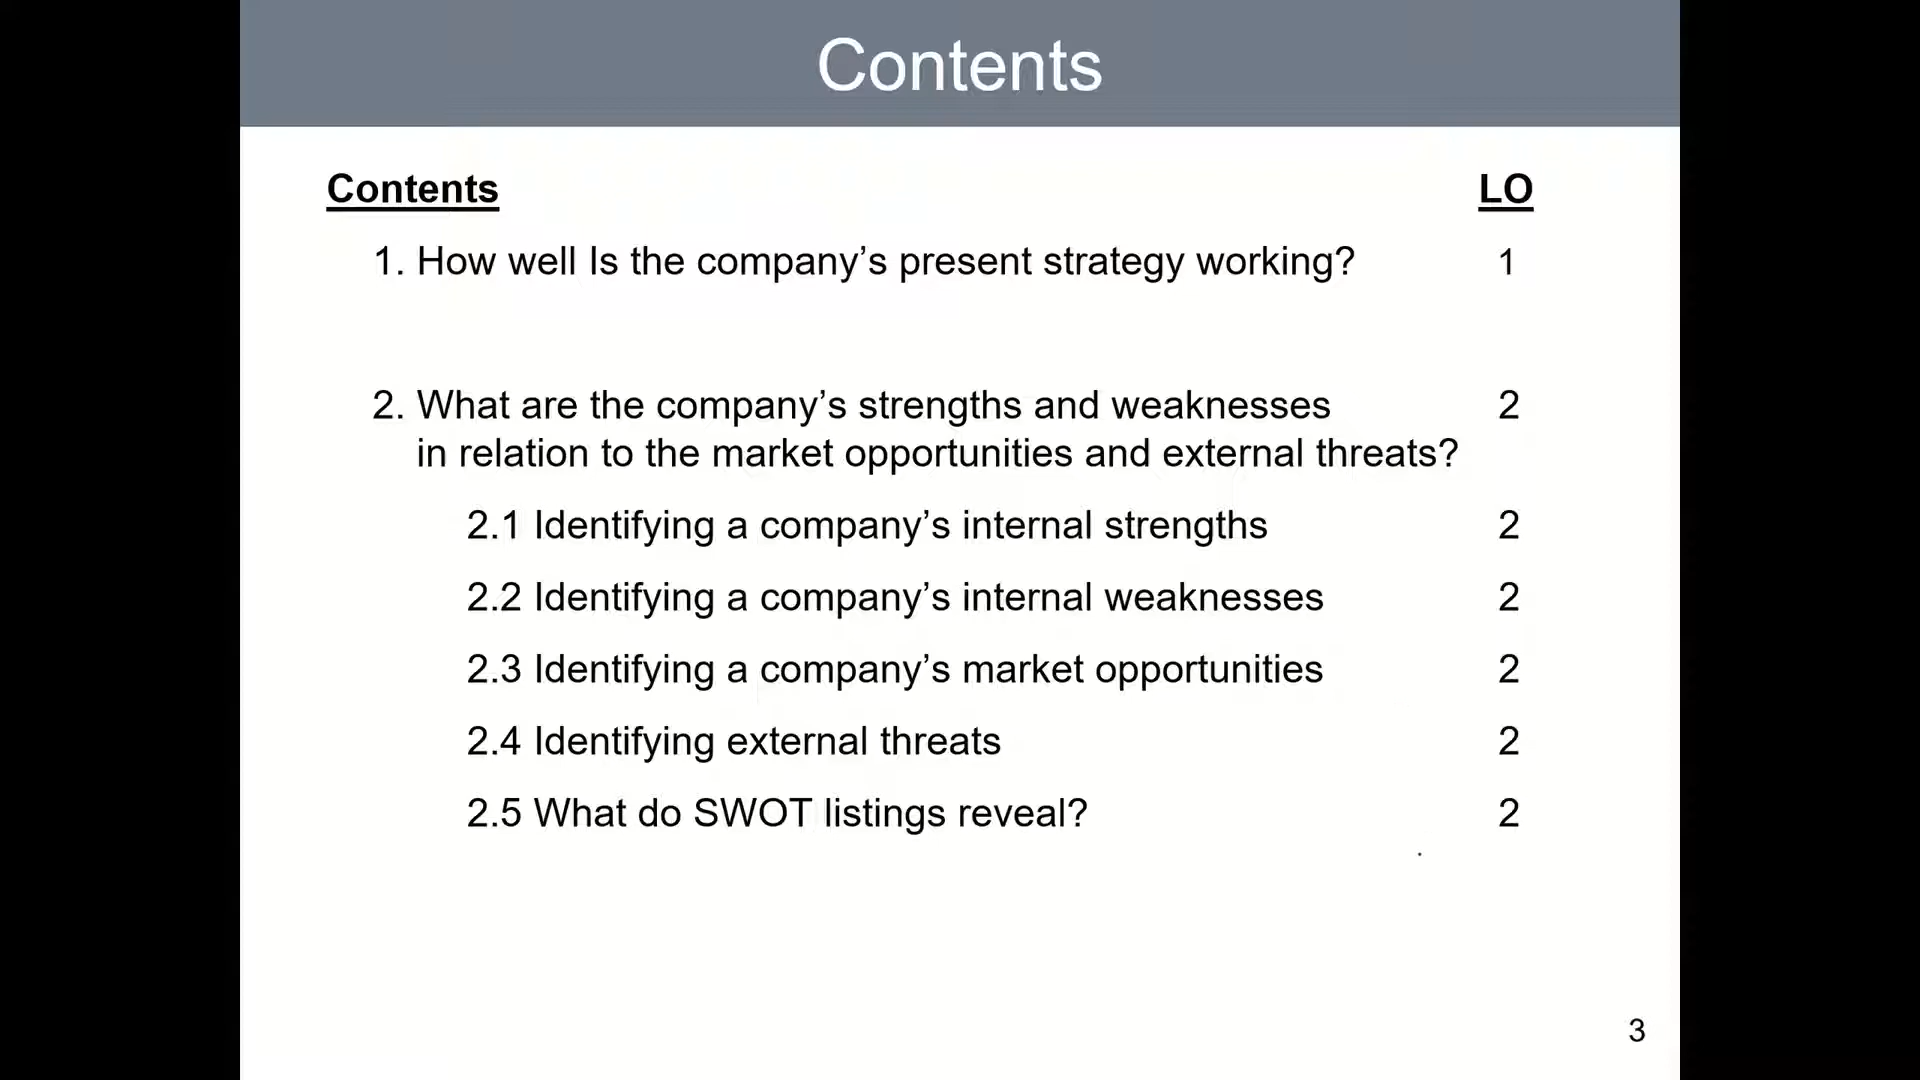 Contents
Contents LO
1. How well Is the company’s present strategy working? 1
2. What are the company’s strengths and weaknesses 2
in relation to the market opportunities and external threats?
2.1 Identifying a company’s internal strengths 2
2.2 Identifying a company’s internal weaknesses 2
2.3 Identifying a company’s market opportunities 2
2.4 Identifying external threats 2
2.5 What do SWOT listings reveal? 2
3